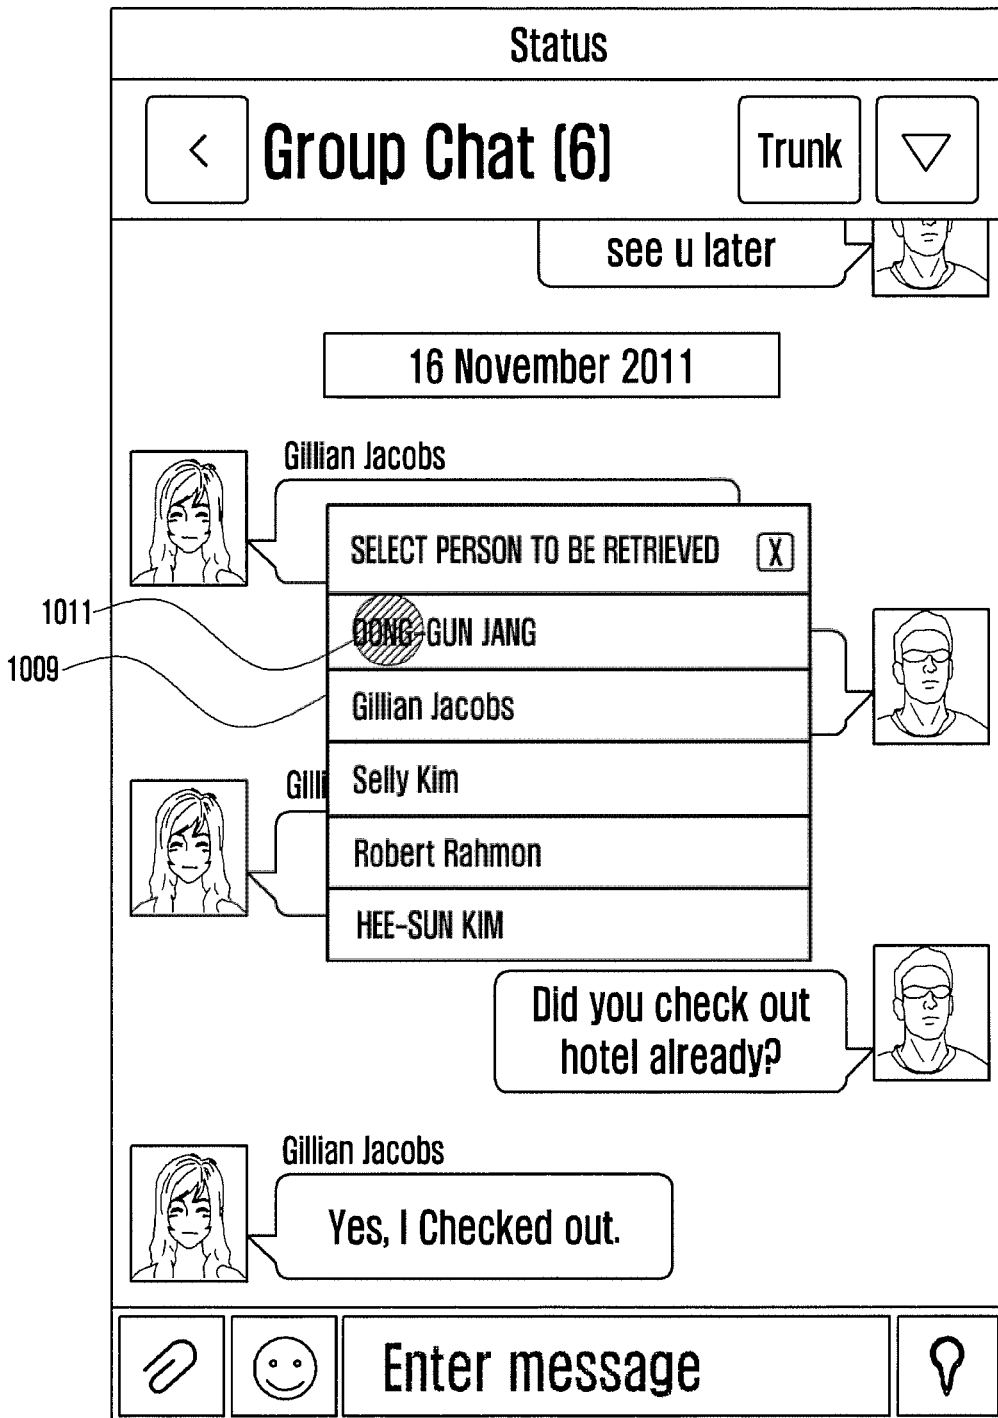 Status
<
Group Chat (6)
Trunk
see u later
16 November 2011
Gillian Jacobs
SELECT PERSON TO BE RETRIEVED
X
1011
DONG-GUN JANG
1009
Gillian Jacobs
Gilli
Selly Kim
Robert Rahmon
HEE-SUN KIM
Did you check out
hotel already?
Gillian Jacobs
Yes, I Checked out.
Enter message